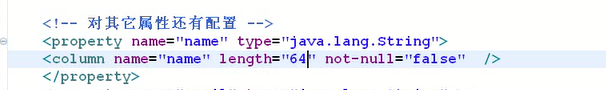 <!-- 对其它属性还有配置 -->
<property name="name" type="java.lang.String">
<column name="name" length="64" not-null="false"  />
</property>